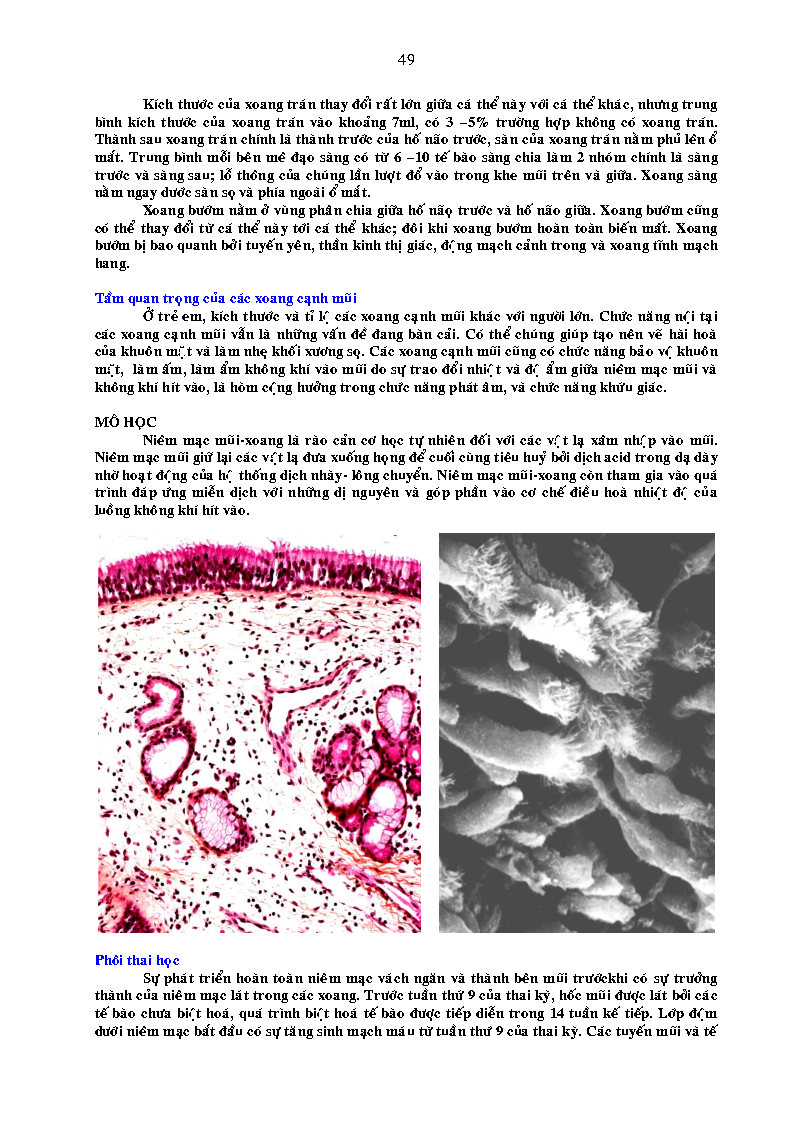 49
Kích thước của xoang trán thay đổi rất lớn giữa cá thể này với cá thể khác, nhưng trung
bình kích thước của xoang trán vào khoảng 7ml, có 3 –5% trường hợp không có xoang trán.
Thành sau xoang trán chính là thành trước của hố não trước, sàn của xoang trán nằm phủ lên ổ
mắt. Trung bình mỗi bên mê đạo sàng có từ 6 –10 tế bào sàng chia làm 2 nhóm chính là sàng
trước và sàng sau; lỗ thông của chúng lần lượt đổ vào trong khe mũi trên và giữa. Xoang sàng
nằm ngay dước sàn sọ và phía ngoài ổ mắt.
Xoang bướm nằm ở vùng phân chia giữa hố nãọ trước và hố não giữa. Xoang bướm cũng
có thể thay đổi từ cá thể này tới cá thể khác; đôi khi xoang bướm hoàn toàn biến mất. Xoang
bướm bị bao quanh bởi tuyến yên, thần kinh thị giác, động mạch cảnh trong và xoang tĩnh mạch
hang.
Tầm quan trọng của các xoang cạnh mũi
Ở trẻ em, kích thước và tỉ lệ các xoang cạnh mũi khác với người lớn. Chức năng nội tại
các xoang cạnh mũi vẫn là những vấn đề đang bàn cải. Có thể chúng giúp tạo nên vẽ hài hoà
của khuôn mặt và làm nhẹ khối xương sọ. Các xoang cạnh mũi cũng có chức năng bảo vệ khuôn
mặt, làm ấm, làm ẩm không khí vào mũi do sự trao đổi nhiệt và độ ẩm giữa niêm mạc mũi và
không khí hít vào, là hòm cộng hưởng trong chức năng phát âm, và chức năng khứu giác.
MÔ HỌC
Niêm mạc mũi-xoang là rào cản cơ học tự nhiên đối với các vật lạ xâm nhập vào mũi.
Niêm mạc mũi giữ lại các vật lạ đưa xuống họng để cuối cùng tiêu huỷ bởi dịch acid trong dạ dày
nhờ hoạt động của hệ thống dịch nhày- lông chuyển. Niêm mạc mũi-xoang còn tham gia vào quá
trình đáp ứng miễn dịch với những dị nguyên và góp phần vào cơ chế điều hoà nhiệt độ của
luồng không khí hít vào.
Phôi thai học
Sự phát triển hoàn toàn niêm mạc vách ngăn và thành bên mũi trướckhi có sự trưởng
thành của niêm mạc lát trong các xoang. Trước tuần thứ 9 của thai kỳ, hốc mũi được lát bởi các
tế bào chưa biệt hoá, quá trình biệt hoá tế bào được tiếp diễn trong 14 tuần kế tiếp. Lớp đệm
dưới niêm mạc bắt đầu có sự tăng sinh mạch máu từ tuần thứ 9 của thai kỳ. Các tuyến mũi và tế